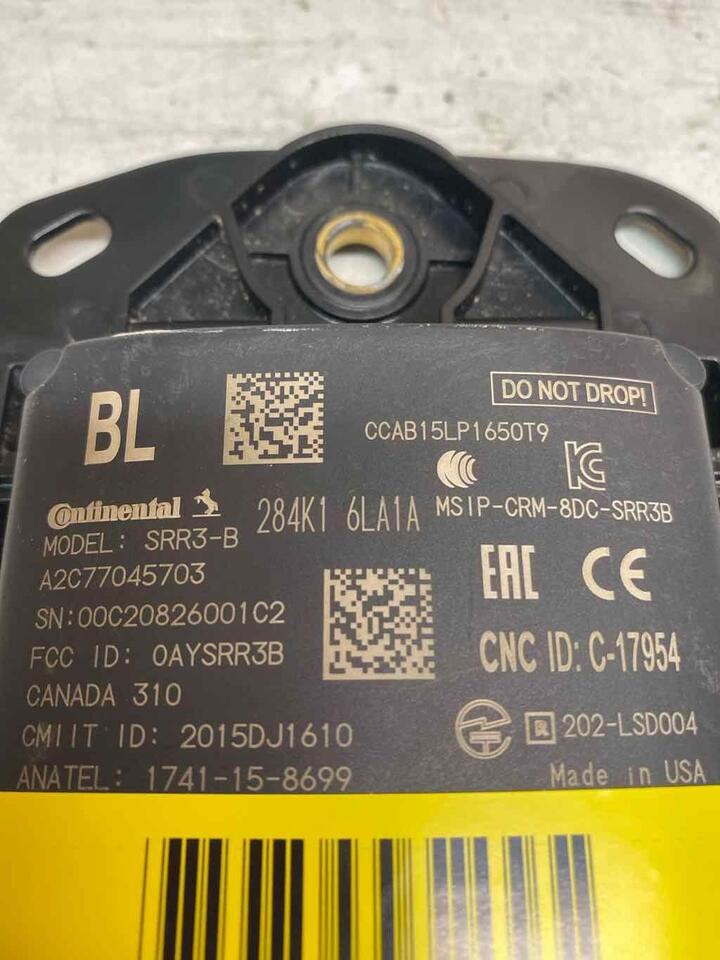 BL
DO NOT DROP!
CCAB15LP1650T9
Continental
284K1 6LA1A
MSIP-CRM-8DC-SRR3B
MODEL: SRR3-B
A2C77045703
SN:00C20826001C2
EAC CE
FCC ID: OAYSRR3B
CNC ID: C-17954
CANADA 310
CMIIT ID: 2015DJ1610
R 202-LSD004
ANATEL: 1741-15-8699
Made in USA